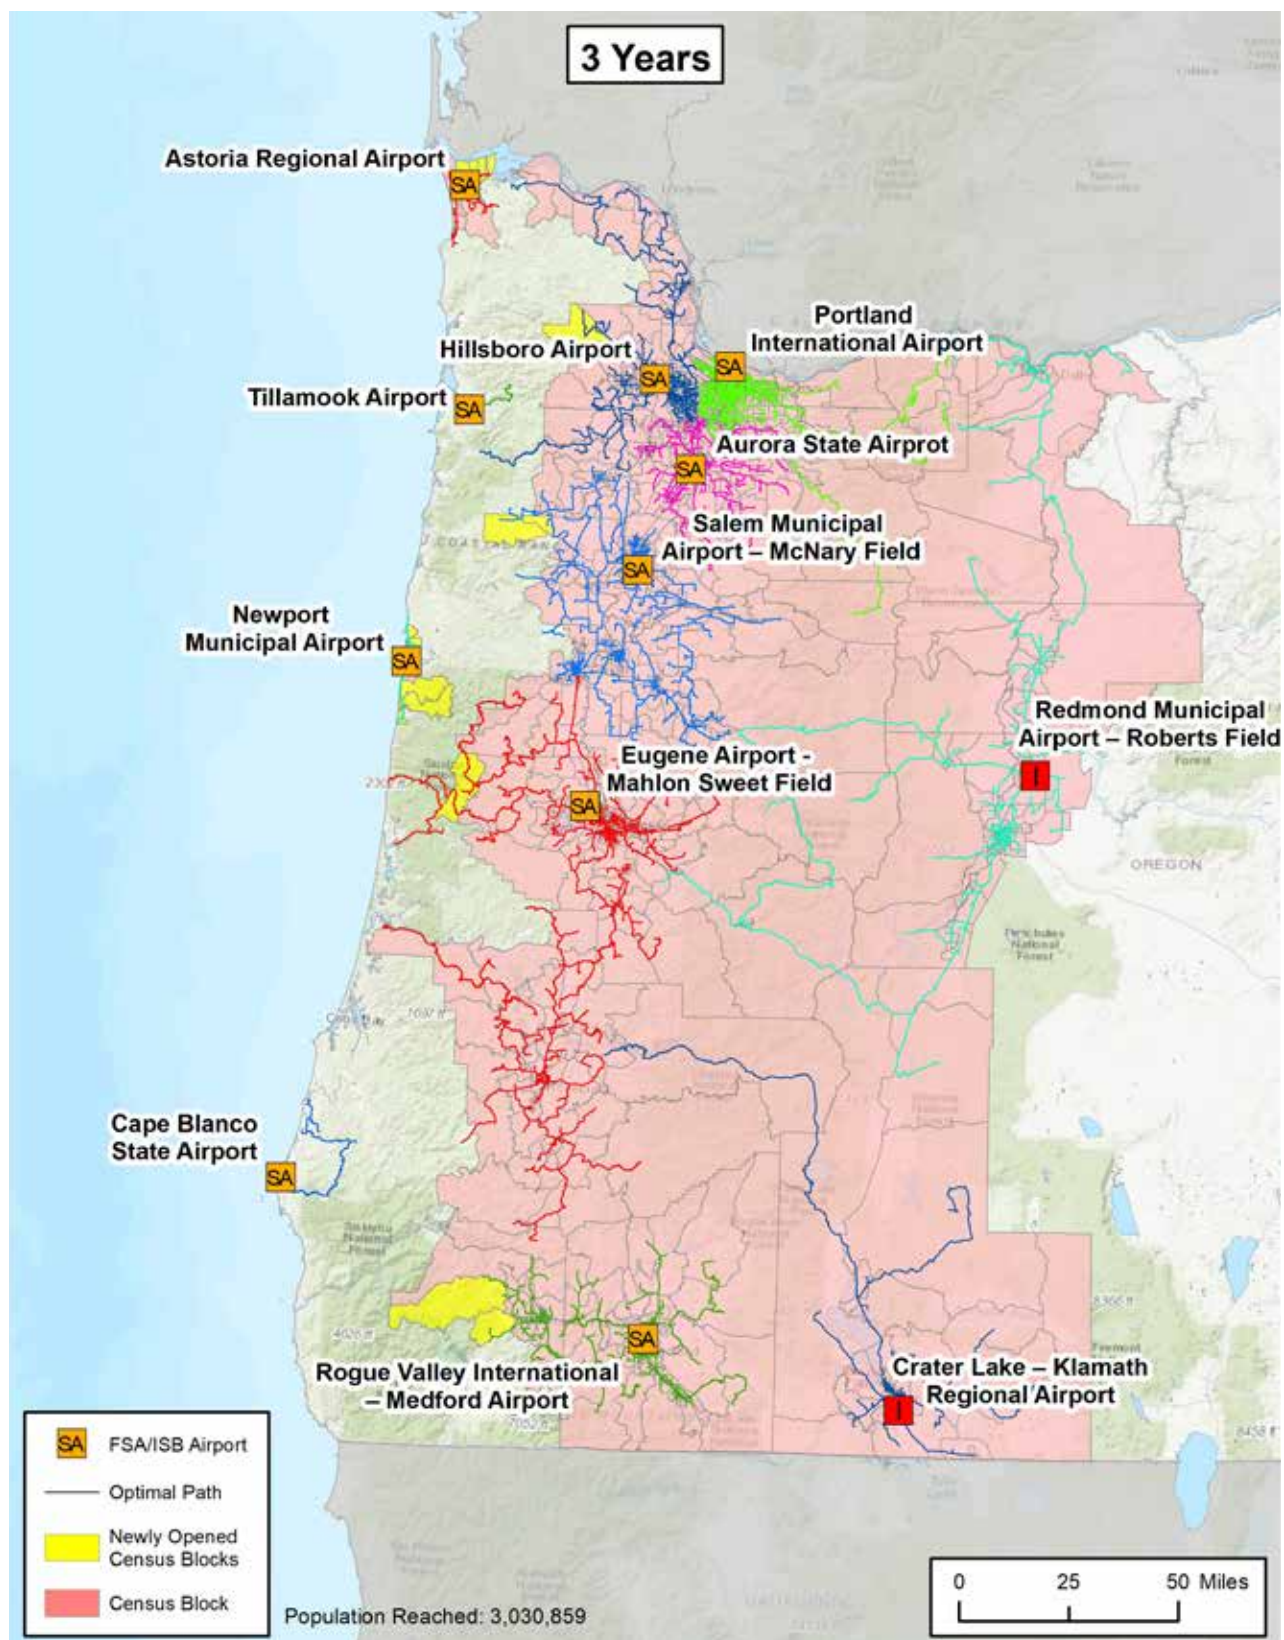 3 Years
Astoria Regional Airport
SA
Portland
International Airport
SA
Hillsboro Airport
SA
Tillamook Airport
SA
Aurora State Airprot
SA
Salem Municipal
Airport – McNary Field
SA
Newport
Municipal Airport
SA
Redmond Municipal
Airport – Roberts Field
I
Eugene Airport -
Mahlon Sweet Field
SA
OREGON
Cape Blanco
State Airport
SA
SA
Rogue Valley International
– Medford Airport
Crater Lake – Klamath
Regional Airport
I
SA FSA/ISB Airport
Optimal Path
Newly Opened
Census Blocks
Census Block
Population Reached: 3,030,859
0 25 50 Miles